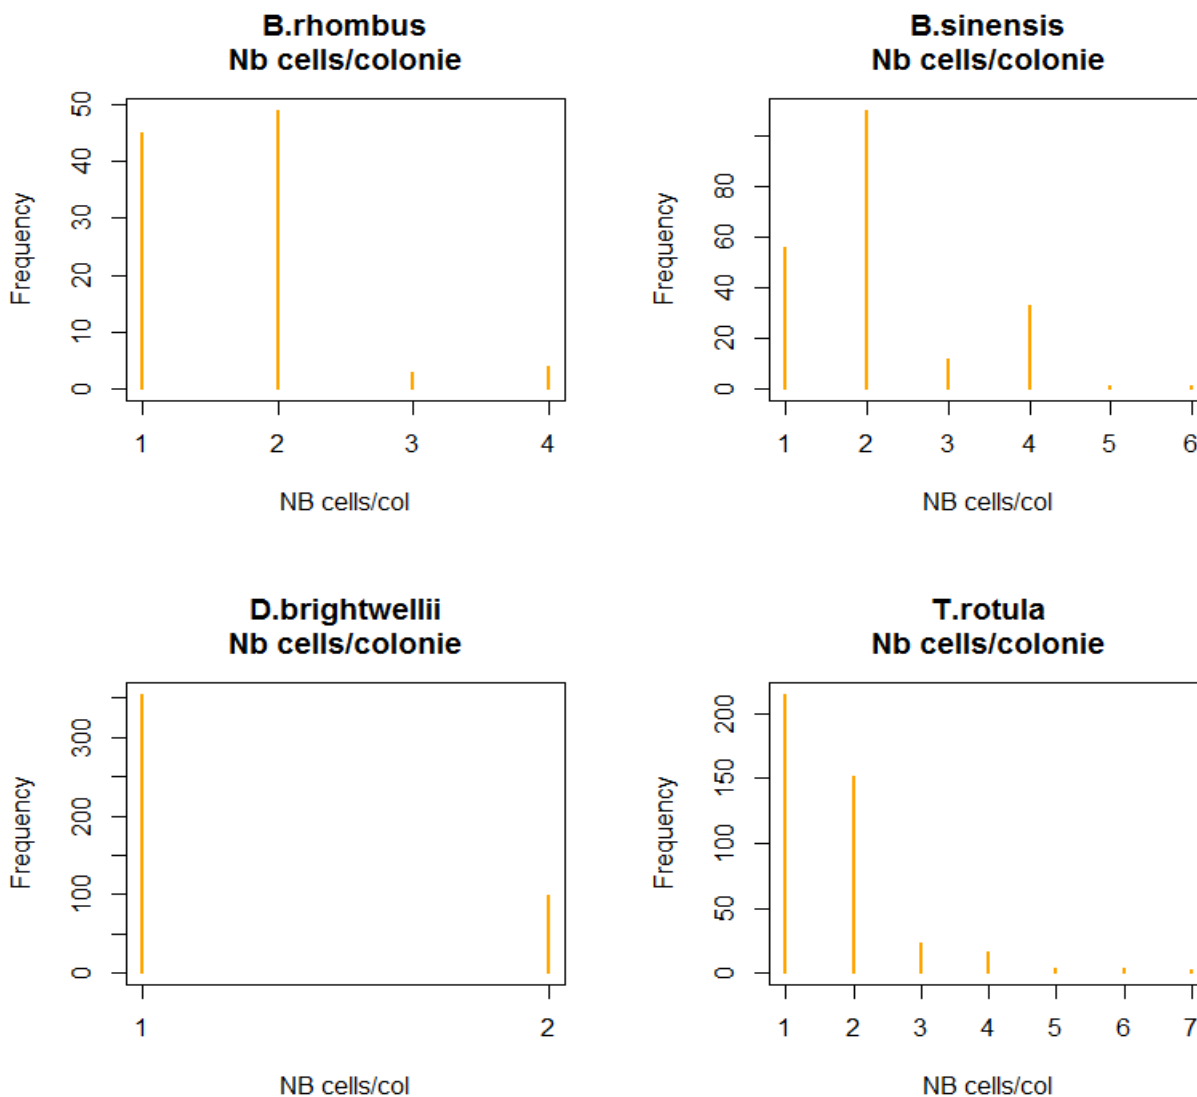 B.rhombus
Nb cells/colonie
Frequency
50
40
30
20
10
0
1 2 3 4
NB cells/col
B.sinensis
Nb cells/colonie
Frequency
80
60
40
20
0
1 2 3 4 5 6
NB cells/col
D.brightwellii
Nb cells/colonie
Frequency
300
200
100
0
1 2
NB cells/col
T.rotula
Nb cells/colonie
Frequency
200
150
100
50
0
1 2 3 4 5 6 7
NB cells/col